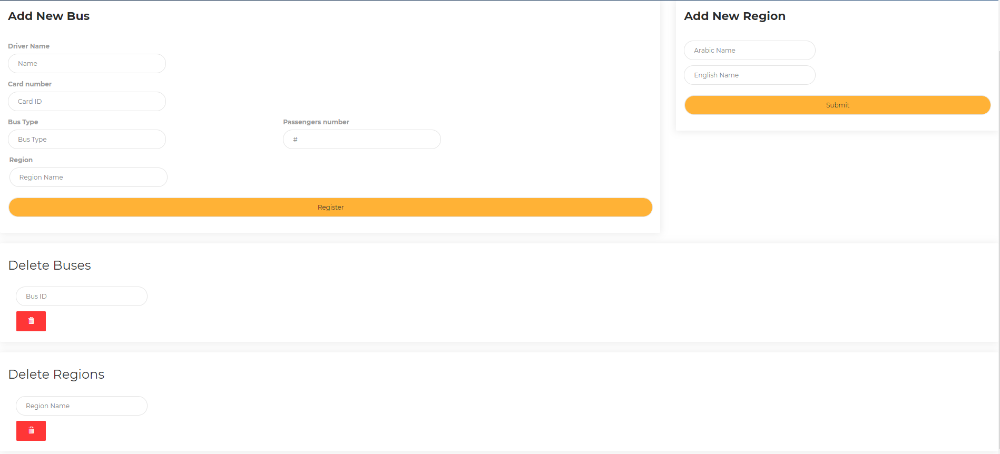 Add New Bus
Driver Name
Name
Card number
Card ID
Bus Type
Bus Type
Passengers number
#
Region
Region Name
Register
Add New Region
Arabic Name
English Name
Submit
Delete Buses
Bus ID
Delete Regions
Region Name